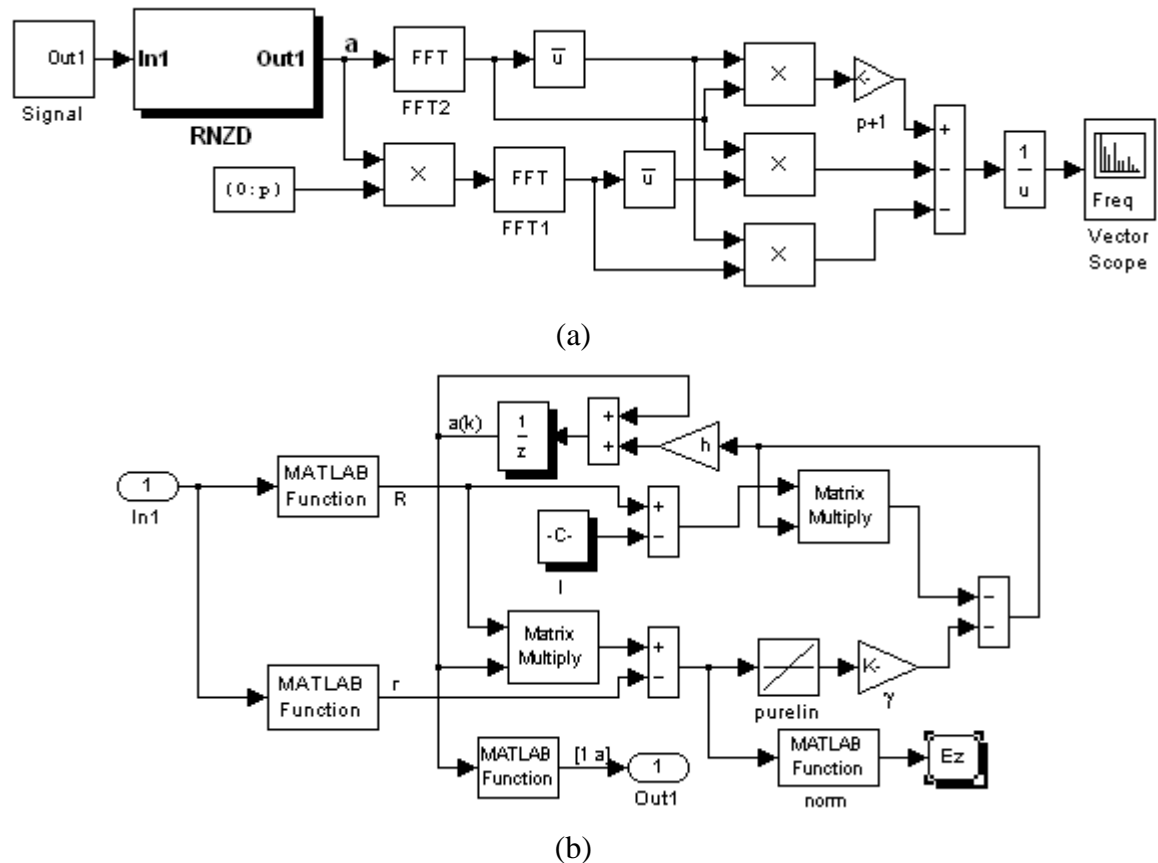 Out1
Signal
In1
Out1
RNZD
a
(0:p)
×
FFT
FFT2
FFT
FFT1
u
u
×
×
×
K-
p+1
+
−
−
1
u
Freq
Vector
Scope
(a)
1
In1
MATLAB
Function
R
MATLAB
Function
r
a(k)
1
z
+
+
h
-C-
I
+
−
Matrix
Multiply
Matrix
Multiply
+
−
−
−
purelin
K-
γ
MATLAB
Function
[1 a]
1
Out1
MATLAB
Function
norm
Ez
(b)